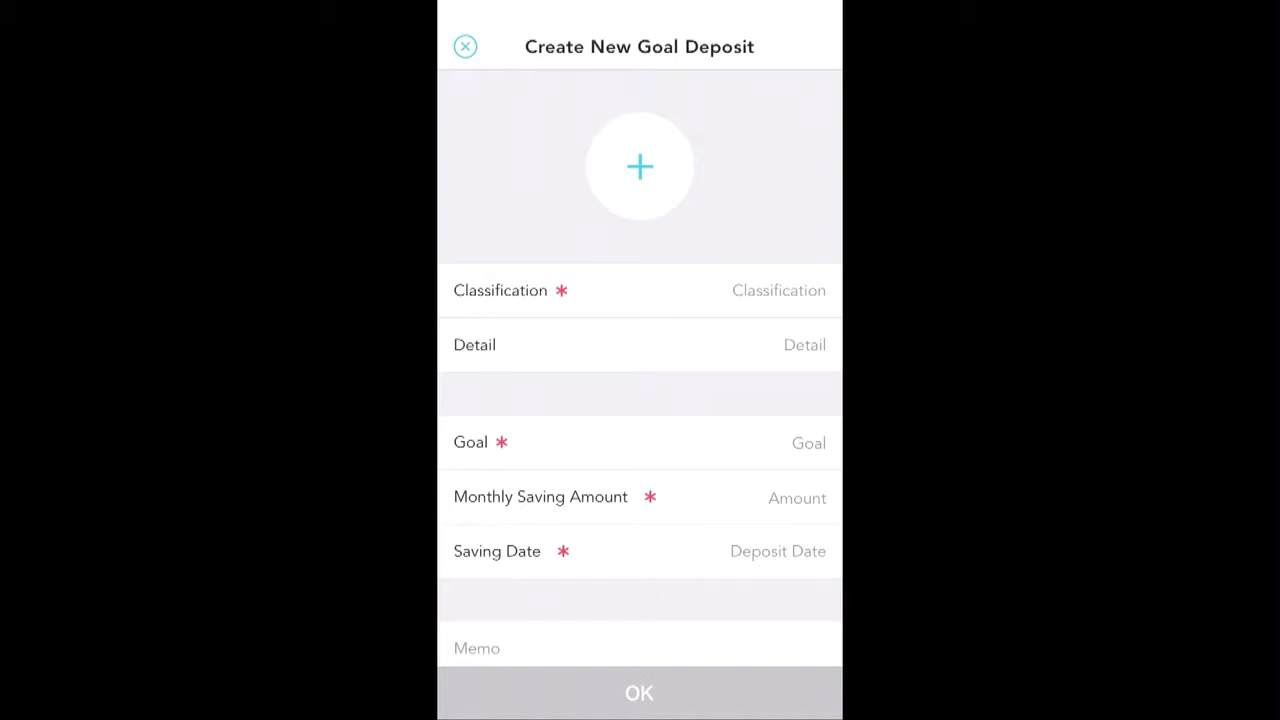 Create New Goal Deposit
+
Classification * Classification
Detail Detail
Goal * Goal
Monthly Saving Amount * Amount
Saving Date * Deposit Date
Memo
OK